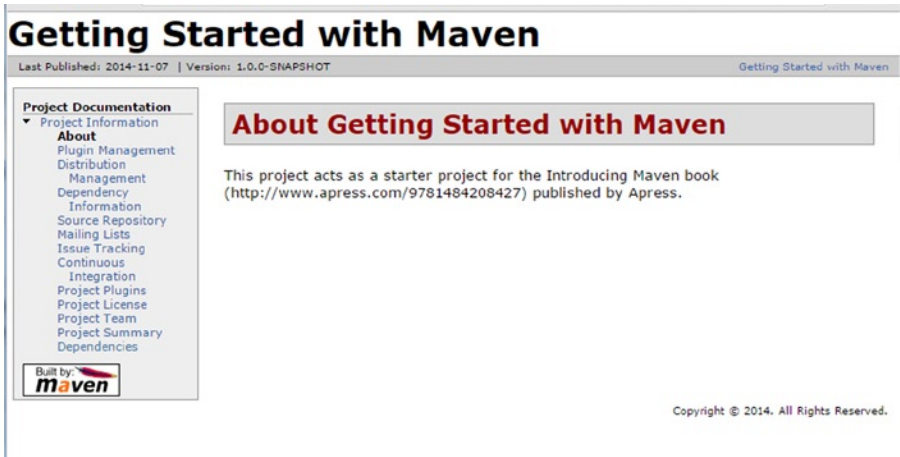 Getting Started with Maven
Last Published: 2014-11-07 | Version: 1.0.0-SNAPSHOT
Getting Started with Maven
Project Documentation
Project Information
About
Plugin Management
Distribution
Management
Dependency
Information
Source Repository
Mailing Lists
Issue Tracking
Continuous
Integration
Project Plugins
Project License
Project Team
Project Summary
Dependencies
Built by:
maven
About Getting Started with Maven
This project acts as a starter project for the Introducing Maven book
(http://www.apress.com/9781484208427) published by Apress.
Copyright © 2014. All Rights Reserved.